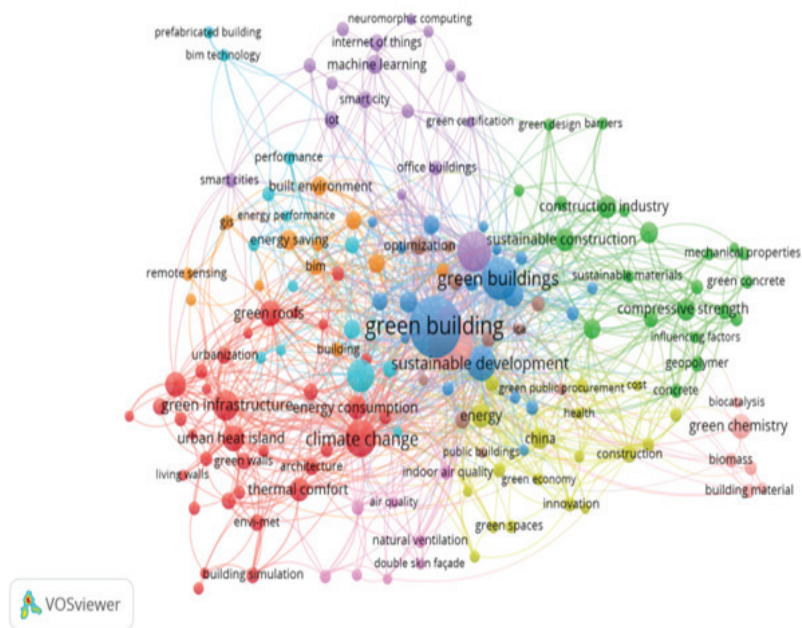 neuromorphic computing
prefabricated building
internet of things
bim technology
machine learning
smart city
iot
green certification
green design barriers
performance
office buildings
smart cities
built environment
construction industry
gis
energy performance
energy saving
optimization
sustainable construction
mechanical properties
remote sensing
bim
green buildings
sustainable materials
green concrete
green roofs
green building
compressive strength
lca
influencing factors
urbanization
building
sustainable development
geopolymer
green public procurement
cost
concrete
green infrastructure
energy consumption
energy
health
biocatalysis
green chemistry
urban heat island
climate change
china
public buildings
construction
green walls
architecture
indoor air quality
biomass
living walls
thermal comfort
green economy
building material
air quality
innovation
envi-met
green spaces
natural ventilation
building simulation
double skin façade
VOSviewer